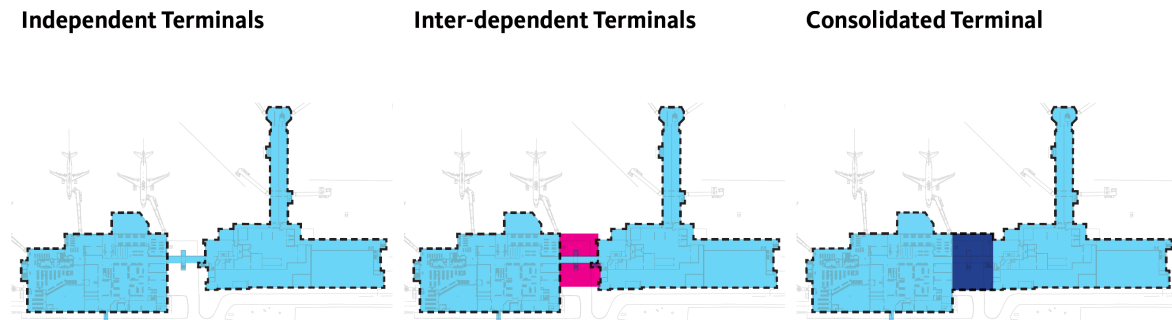 Independent Terminals
Inter-dependent Terminals
Consolidated Terminal